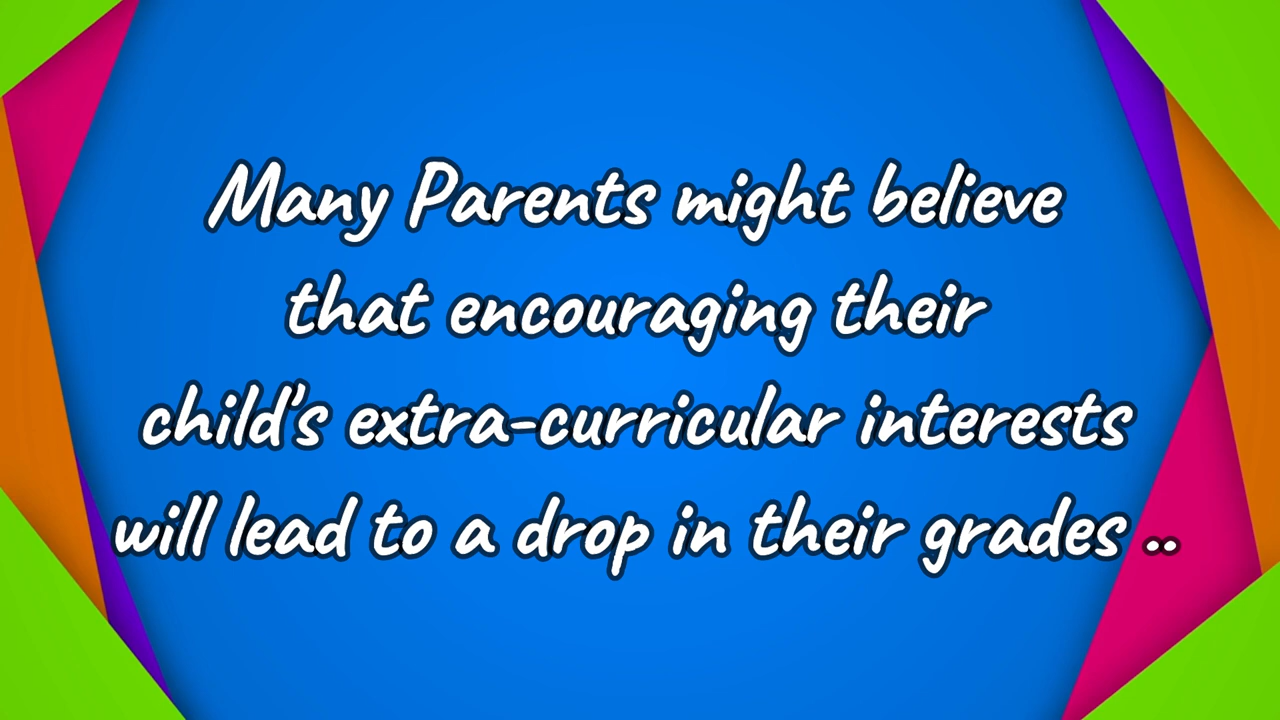 Many Parents might believe
that encouraging their
child's extra-curricular interests
will lead to a drop in their grades ..